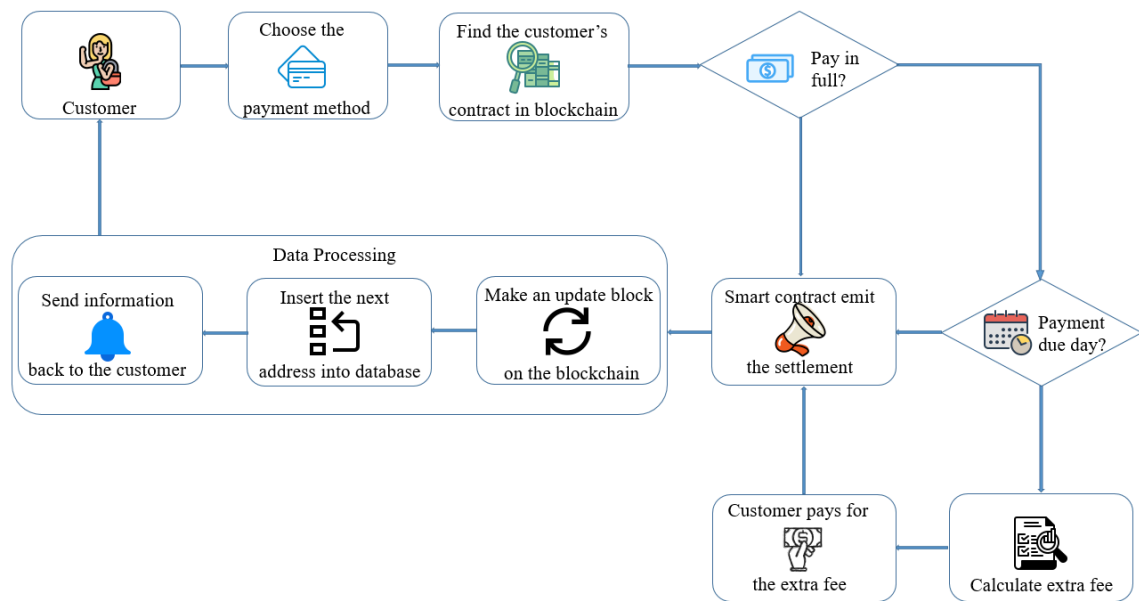 Customer
Choose the
payment method
Find the customer's
contract in blockchain
Pay in
full?
Data Processing
Send information
back to the customer
Insert the next
address into database
Make an update block
on the blockchain
Smart contract emit
the settlement
Payment
due day?
Customer pays for
the extra fee
Calculate extra fee